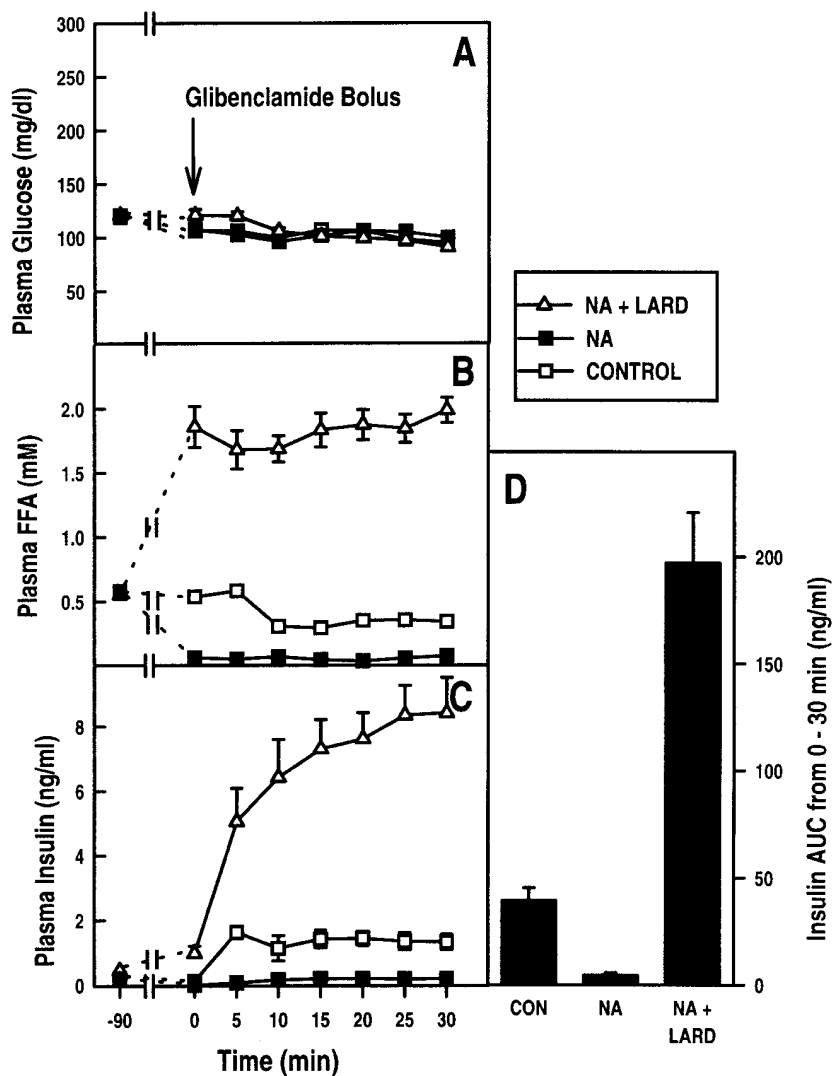 A
Plasma Glucose (mg/dl)
300
250
200
150
100
50
Glibenclamide Bolus
NA + LARD
NA
CONTROL
B
Plasma FFA (mM)
2.0
1.5
1.0
0.5
C
Plasma Insulin (ng/ml)
8
6
4
2
0
-90
0
5
10
15
20
25
30
Time (min)
D
Insulin AUC from 0 - 30 min (ng/ml)
200
150
100
50
0
CON
NA
NA +
LARD